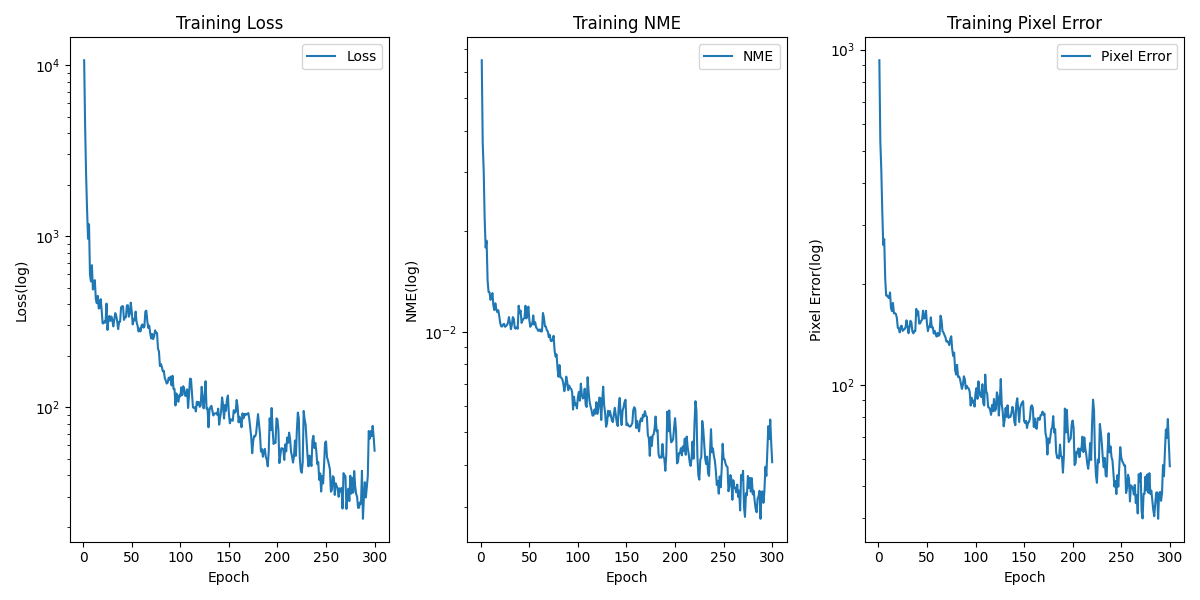 Training Loss
Loss
10^4
10^3
10^2
Loss(log)
0 50 100 150 200 250 300
Epoch
Training NME
NME
10^−2
NME(log)
0 50 100 150 200 250 300
Epoch
Training Pixel Error
Pixel Error
10^3
10^2
Pixel Error(log)
0 50 100 150 200 250 300
Epoch